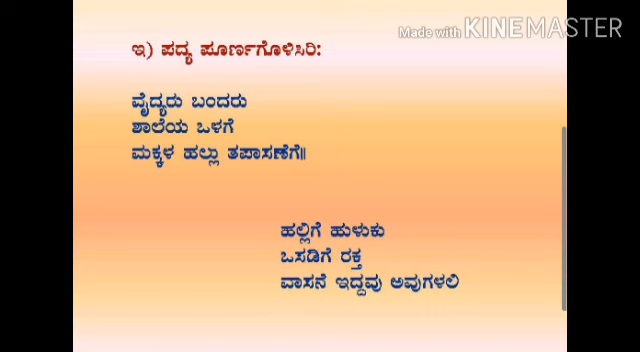 Made with KINEMASTER
ಇ) ಪದ್ಯ ಪೂರ್ಣಗೊಳಿಸಿರಿ:
ವೈದ್ಯರು ಬಂದರು
ಶಾಲೆಯ ಒಳಗೆ
ಮಕ್ಕಳ ಹಲ್ಲು ತಪಾಸಣೆಗೆ॥
ಹಲ್ಲಿಗೆ ಹುಳುಕು
ಒಸಡಿಗೆ ರಕ್ತ
ವಾಸನೆ ಇದ್ದವು ಅವುಗಳಲಿ